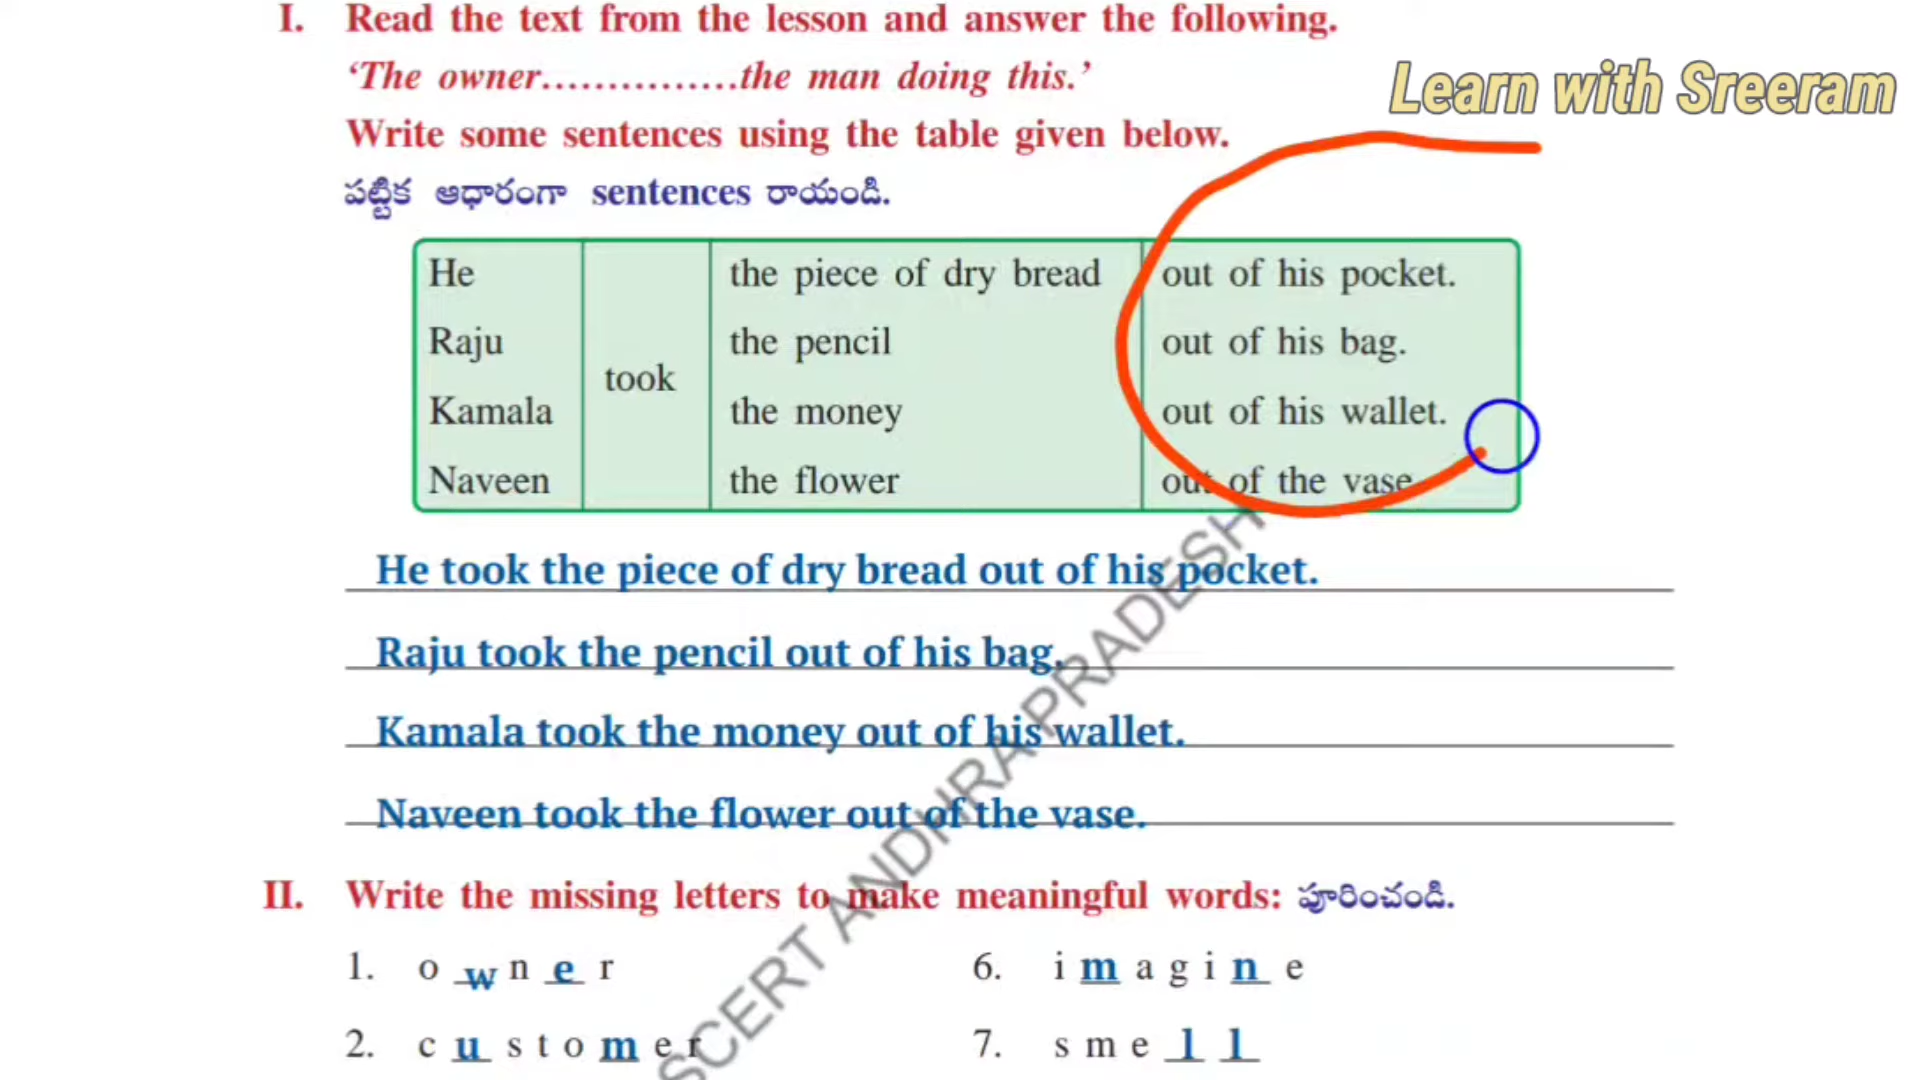 I. Read the text from the lesson and answer the following.
‘The owner...............the man doing this.’
Learn with Sreeram
Write some sentences using the table given below.
పట్టిక ఆధారంగా sentences రాయండి.
He the piece of dry bread out of his pocket.
Raju the pencil out of his bag.
took
Kamala the money out of his wallet.
Naveen the flower out of the vase
He took the piece of dry bread out of his pocket.
Raju took the pencil out of his bag.
Kamala took the money out of his wallet.
Naveen took the flower out of the vase.
II. Write the missing letters to make meaningful words: పూరించండి.
1. o w n e r 6. i m a g i n e
2. c u s t o m e r 7. s m e l l
SCERT ANDHRA PRADESH